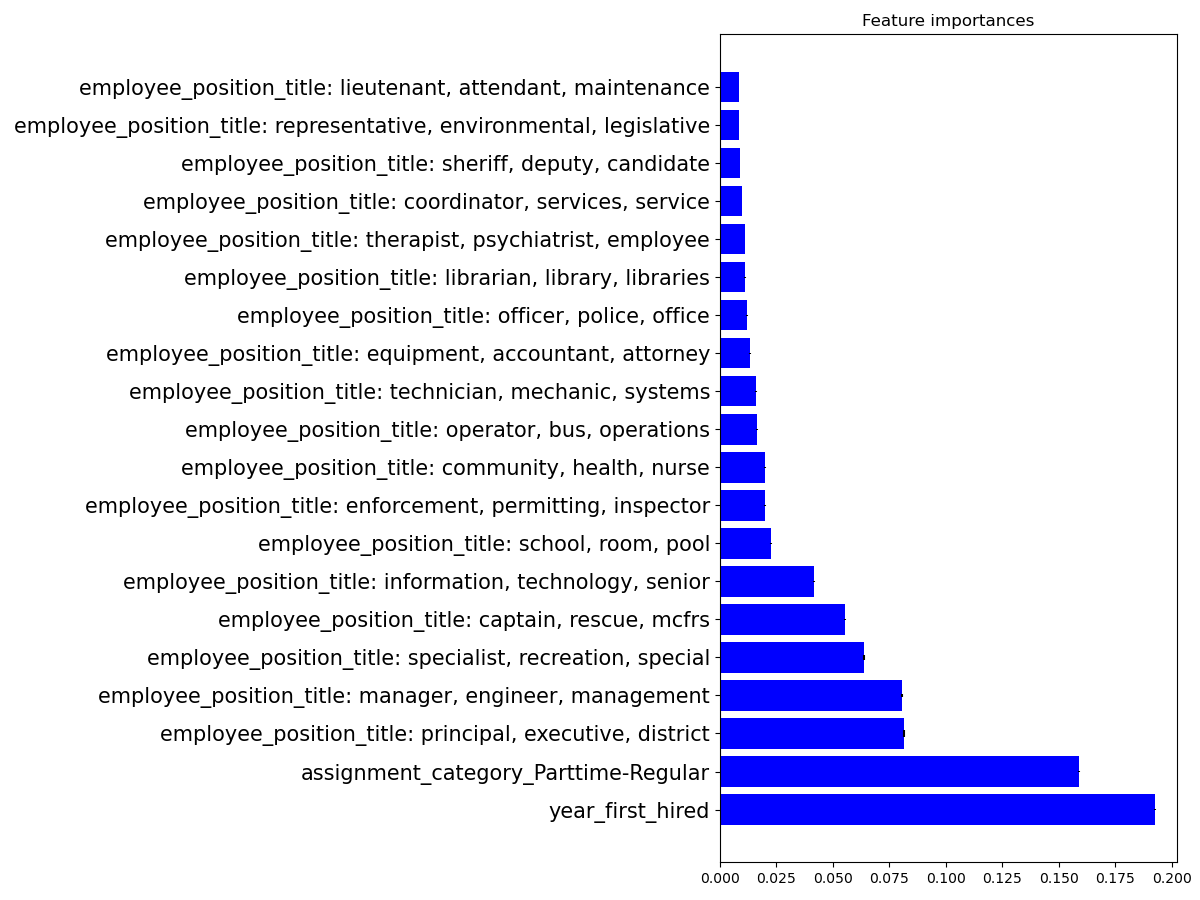 Feature importances
employee_position_title: lieutenant, attendant, maintenance
employee_position_title: representative, environmental, legislative
employee_position_title: sheriff, deputy, candidate
employee_position_title: coordinator, services, service
employee_position_title: therapist, psychiatrist, employee
employee_position_title: librarian, library, libraries
employee_position_title: officer, police, office
employee_position_title: equipment, accountant, attorney
employee_position_title: technician, mechanic, systems
employee_position_title: operator, bus, operations
employee_position_title: community, health, nurse
employee_position_title: enforcement, permitting, inspector
employee_position_title: school, room, pool
employee_position_title: information, technology, senior
employee_position_title: captain, rescue, mcfrs
employee_position_title: specialist, recreation, special
employee_position_title: manager, engineer, management
employee_position_title: principal, executive, district
assignment_category_Parttime-Regular
year_first_hired
0.000 0.025 0.050 0.075 0.100 0.125 0.150 0.175 0.200